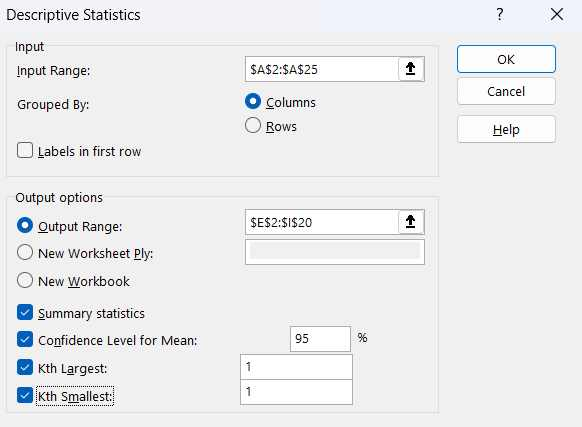 Descriptive Statistics ? ×
Input
Input Range: $A$2:$A$25
OK
Grouped By: Columns
Cancel
Rows
Help
Labels in first row
Output options
Output Range: $E$2:$I$20
New Worksheet Ply:
New Workbook
Summary statistics
Confidence Level for Mean: 95 %
Kth Largest: 1
Kth Smallest: 1